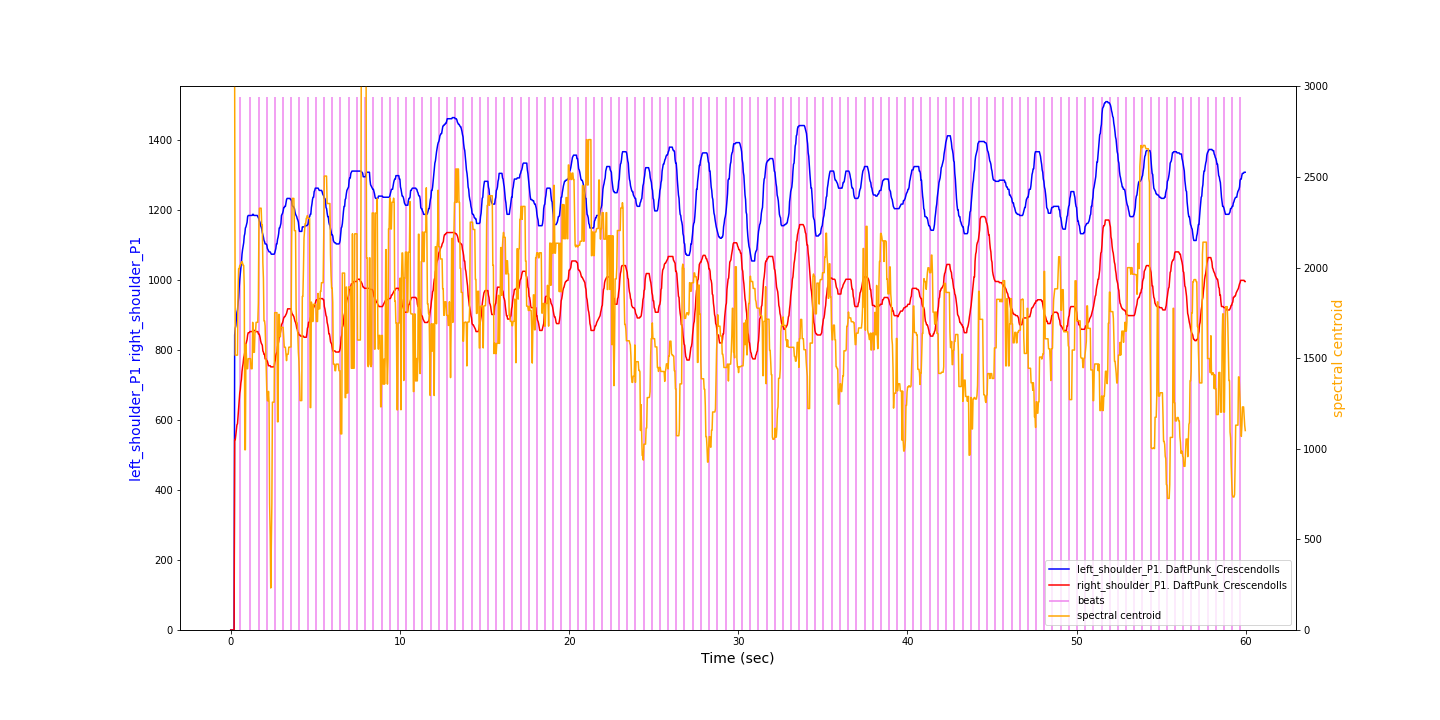 left_shoulder_P1 right_shoulder_P1
1400
1200
1000
800
600
400
200
0
3000
2500
2000
1500
1000
500
0
spectral centroid
left_shoulder_P1. DaftPunk_Crescendolls
right_shoulder_P1. DaftPunk_Crescendolls
beats
spectral centroid
0 10 20 30 40 50 60
Time (sec)